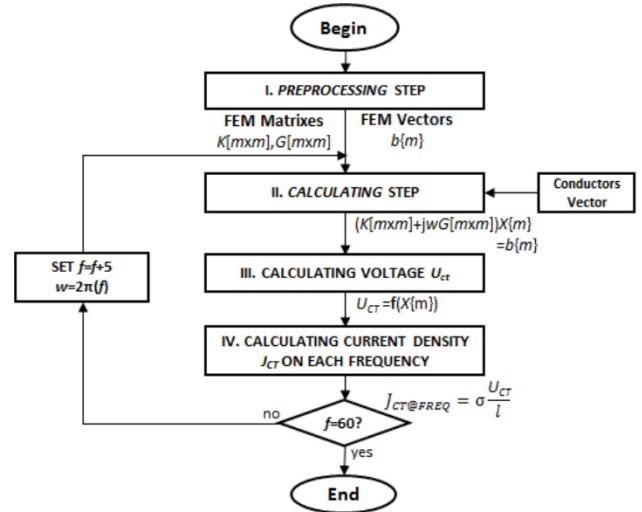 Begin
I. PREPROCESSING STEP
FEM Matrixes
K[mxm],G[mxm]
FEM Vectors
b{m}
II. CALCULATING STEP
Conductors
Vector
(K[mxm]+jwG[mxm])X{m}
=b{m}
SET f=f+5
w=2π(f)
III. CALCULATING VOLTAGE Uct
UCT =f(X{m})
IV. CALCULATING CURRENT DENSITY
JCT ON EACH FREQUENCY
JCT@FREQ = σ UCT / l
no
f=60?
yes
End